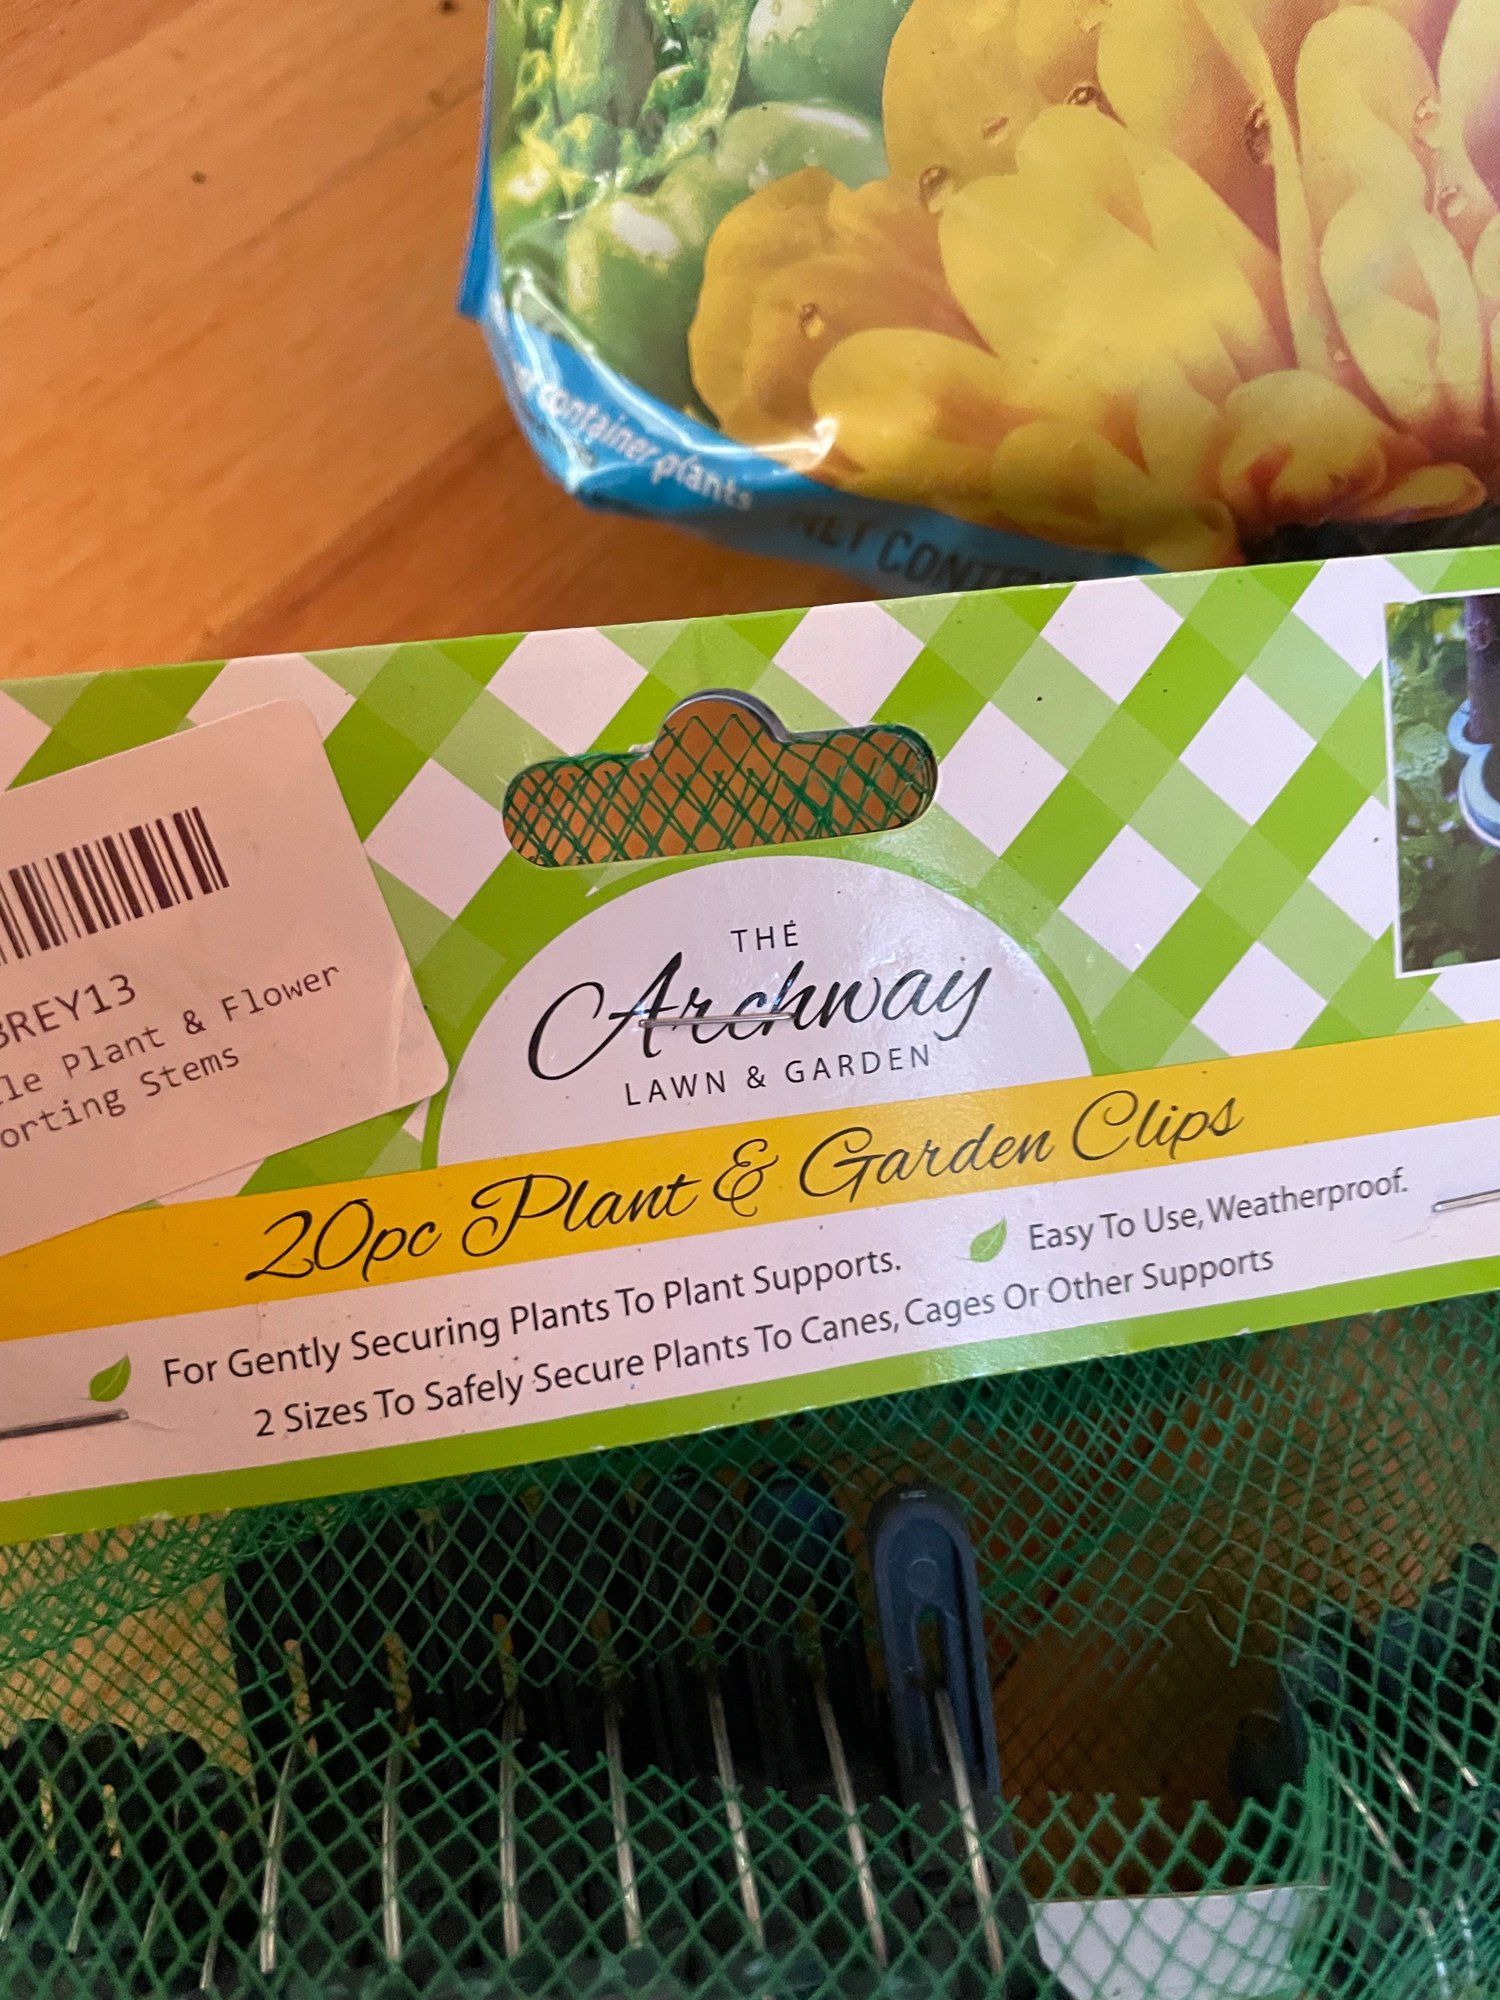 container plants
NET CONTEN
BREY13
le Plant & Flower
orting Stems
THE
Archway
LAWN & GARDEN
20pc Plant & Garden Clips
For Gently Securing Plants To Plant Supports.
Easy To Use, Weatherproof.
2 Sizes To Safely Secure Plants To Canes, Cages Or Other Supports